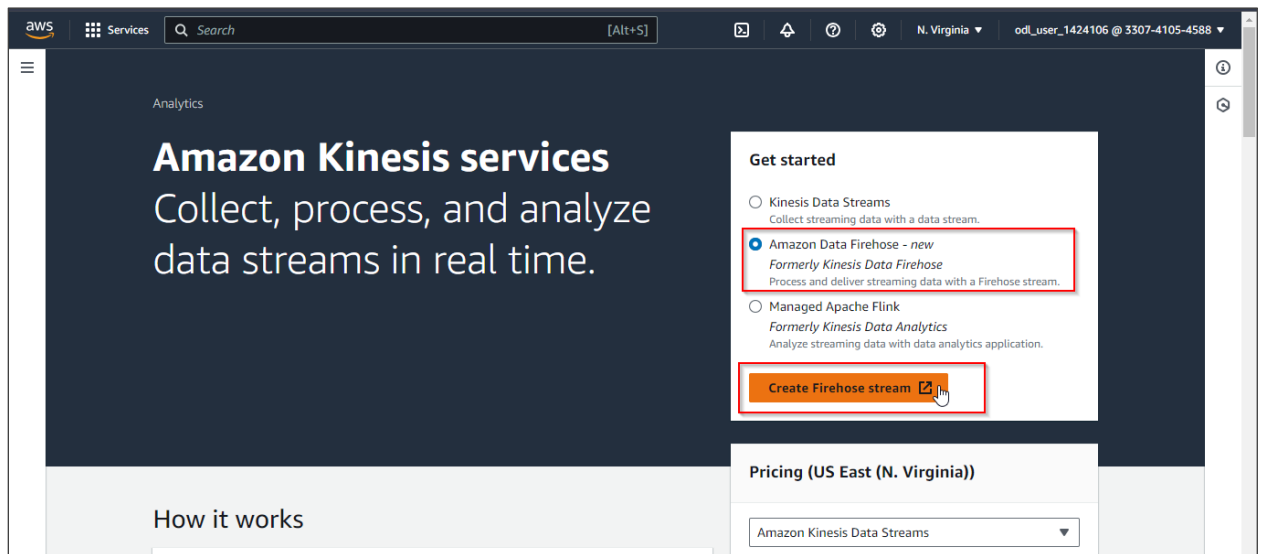 aws
Services
Search
[Alt+S]
N. Virginia ▼
odl_user_1424106 @ 3307-4105-4588 ▼
Analytics
Amazon Kinesis services
Collect, process, and analyze
data streams in real time.
Get started
Kinesis Data Streams
Collect streaming data with a data stream.
Amazon Data Firehose - new
Formerly Kinesis Data Firehose
Process and deliver streaming data with a Firehose stream.
Managed Apache Flink
Formerly Kinesis Data Analytics
Analyze streaming data with data analytics application.
Create Firehose stream
Pricing (US East (N. Virginia))
Amazon Kinesis Data Streams
How it works